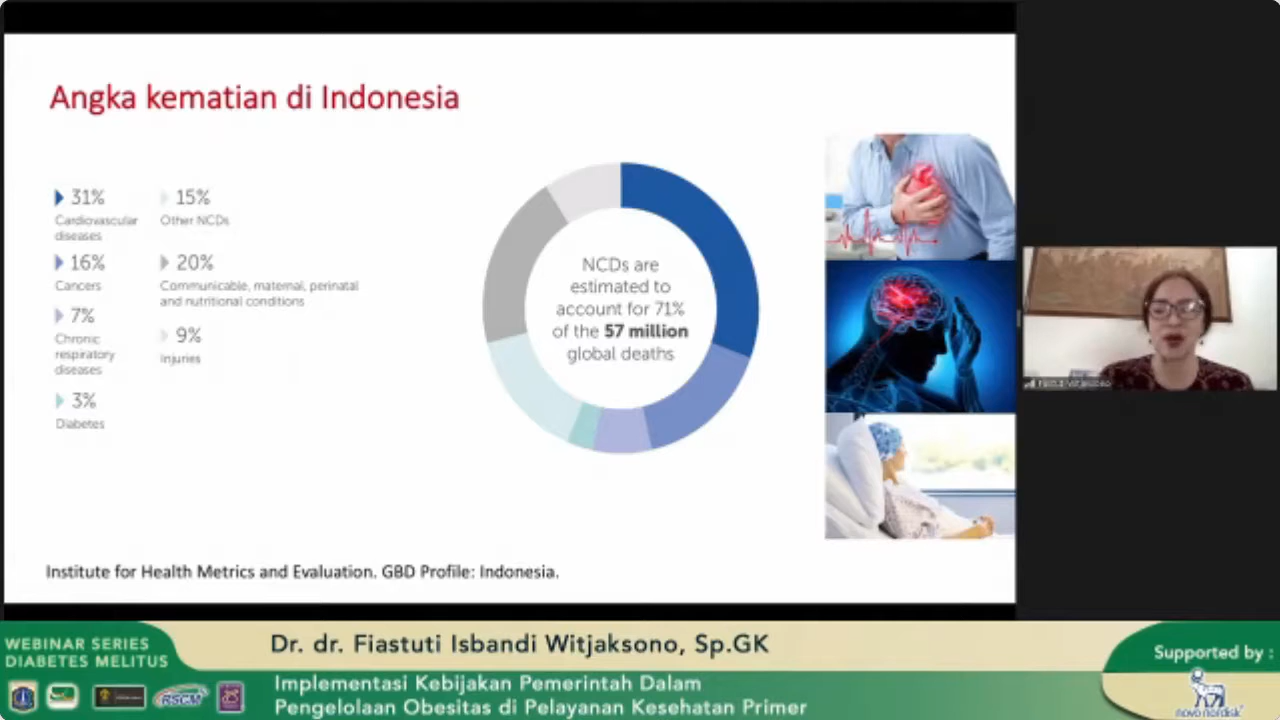 Angka kematian di Indonesia
31%
Cardiovascular
diseases
16%
Cancers
7%
Chronic
respiratory
diseases
3%
Diabetes
15%
Other NCDs
20%
Communicable, maternal, perinatal
and nutritional conditions
9%
Injuries
NCDs are
estimated to
account for 71%
of the 57 million
global deaths
Institute for Health Metrics and Evaluation. GBD Profile: Indonesia.
Fiastuti Witjaksono
WEBINAR SERIES
DIABETES MELITUS
RSCM
Dr. dr. Fiastuti Isbandi Witjaksono, Sp.GK
Implementasi Kebijakan Pemerintah Dalam
Pengelolaan Obesitas di Pelayanan Kesehatan Primer
Supported by :
novo nordisk